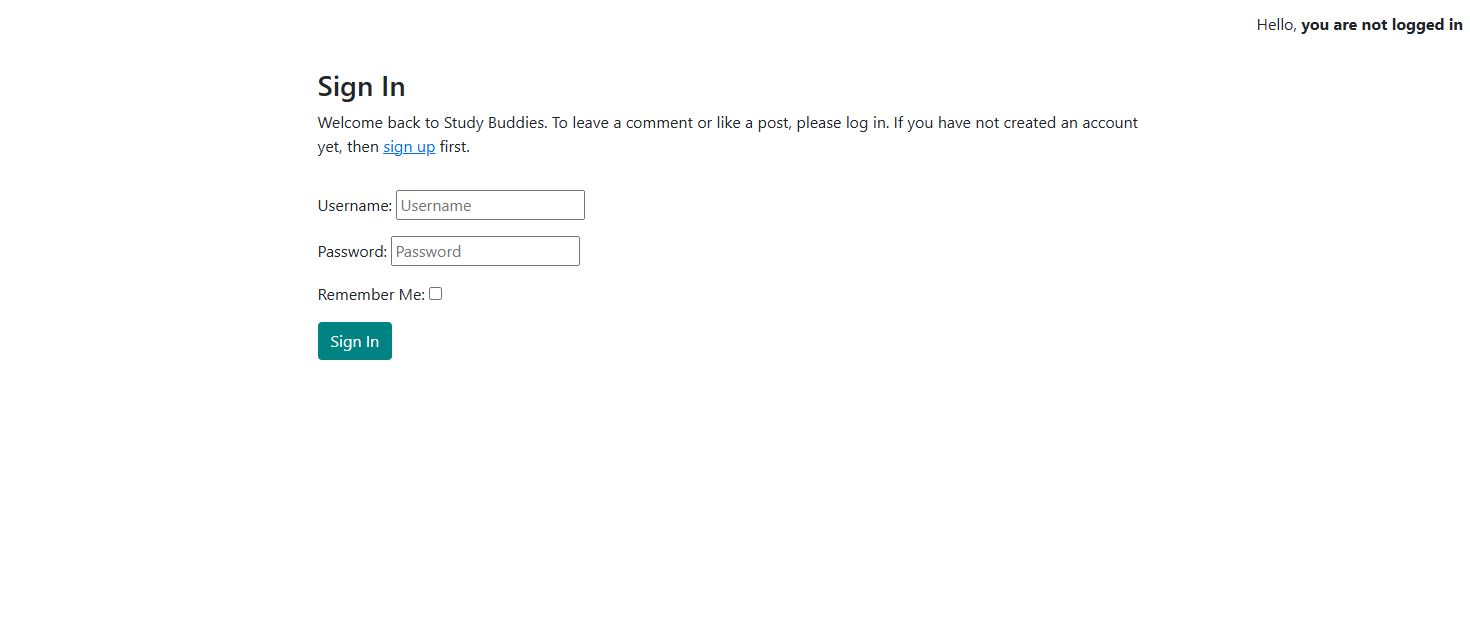 Hello, you are not logged in
Sign In
Welcome back to Study Buddies. To leave a comment or like a post, please log in. If you have not created an account
yet, then sign up first.
Username: Username
Password: Password
Remember Me:
Sign In